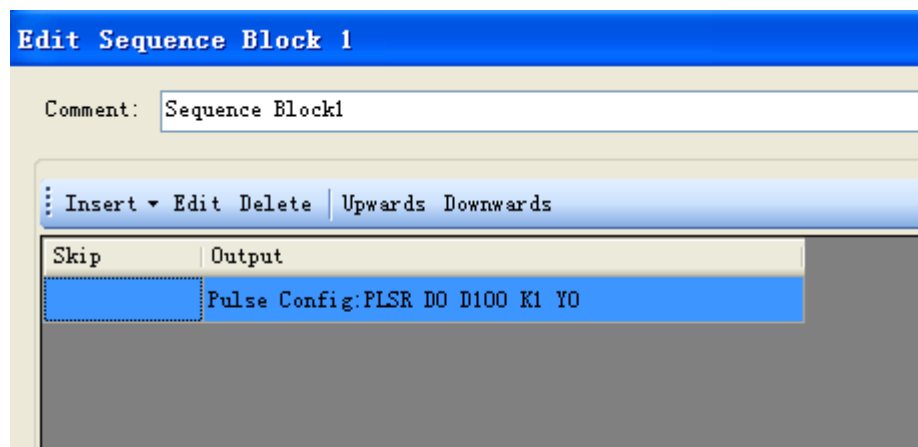 Edit Sequence Block 1
Comment: Sequence Block1
Insert Edit Delete Upwards Downwards
Skip Output
Pulse Config:PLSR D0 D100 K1 Y0